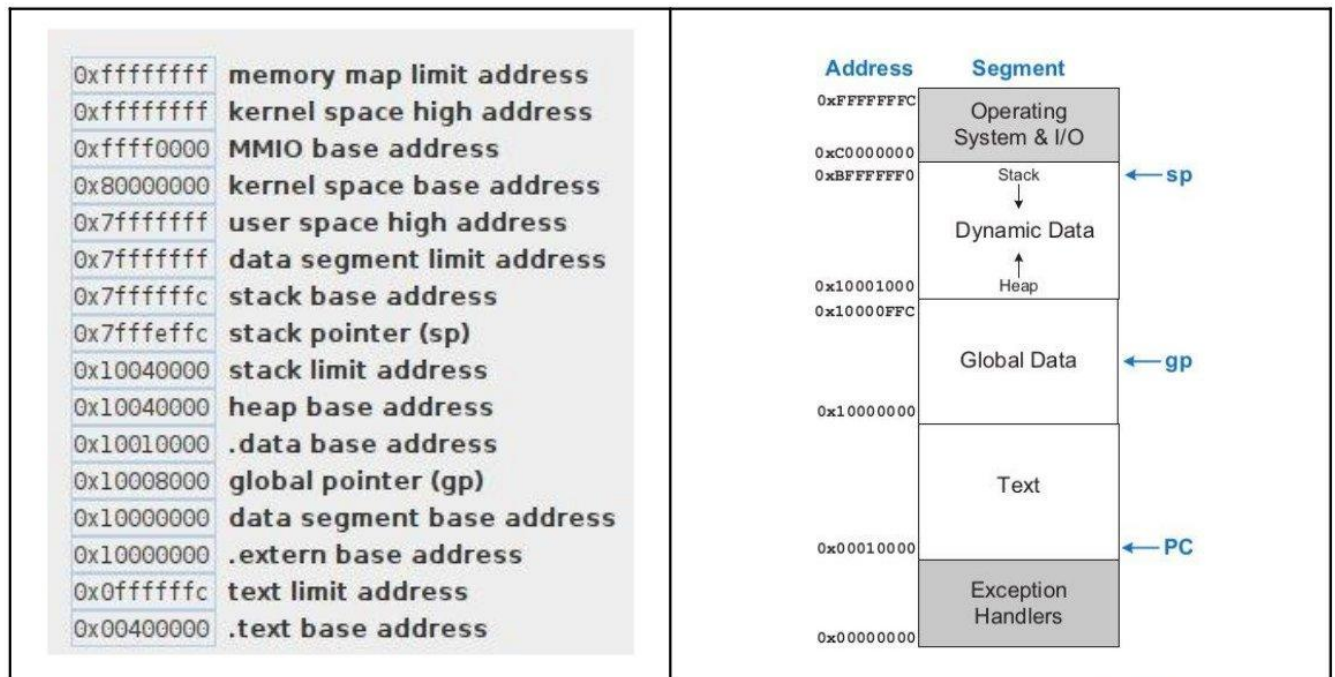 0xffffffff memory map limit address
0xffffffff kernel space high address
0xffff0000 MMIO base address
0x80000000 kernel space base address
0x7fffffff user space high address
0x7fffffff data segment limit address
0x7ffffffc stack base address
0x7fffeffc stack pointer (sp)
0x10040000 stack limit address
0x10040000 heap base address
0x10010000 .data base address
0x10008000 global pointer (gp)
0x10000000 data segment base address
0x10000000 .extern base address
0x0ffffffc text limit address
0x00400000 .text base address
Address Segment
0xFFFFFFFC
Operating
System & I/O
0xC0000000
0xBFFFFFF0 Stack sp
Dynamic Data
0x10001000 Heap
0x10000FFC
Global Data gp
0x10000000
Text
0x00010000 PC
Exception
Handlers
0x00000000